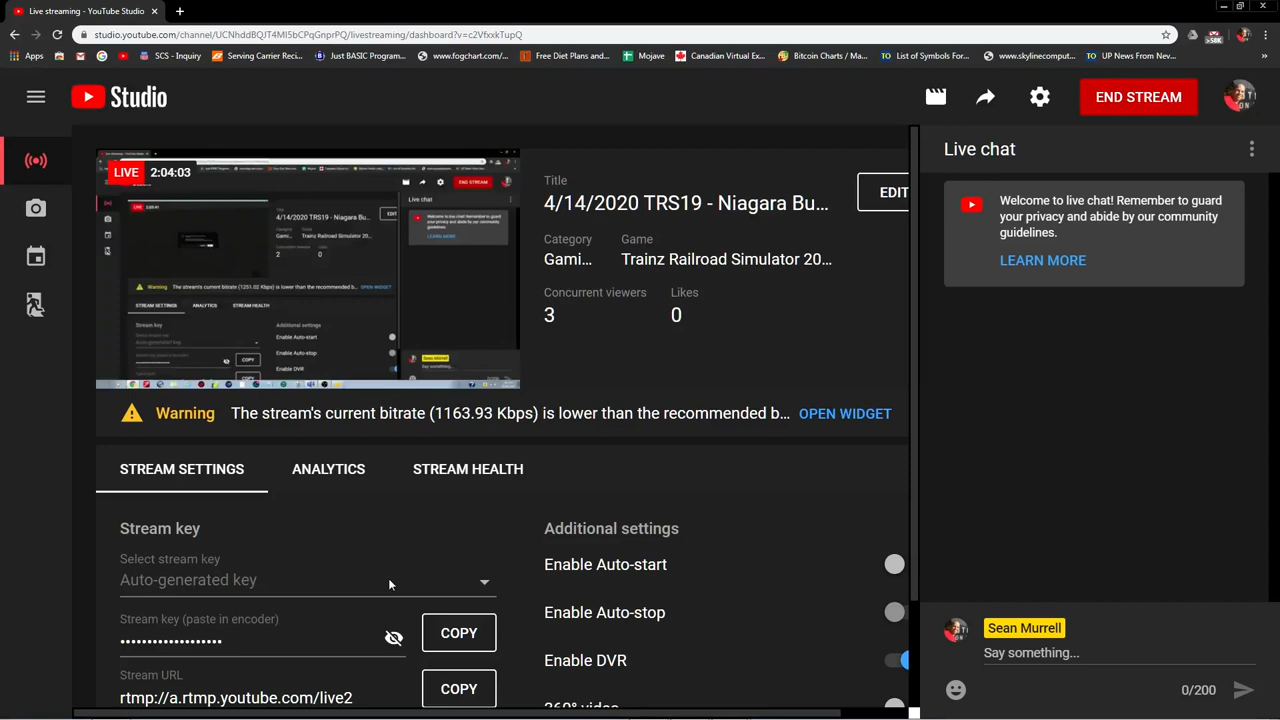 Live streaming - YouTube Studio
studio.youtube.com/channel/UCNhddBQJT4MI5bCPqGnprPQ/livestreaming/dashboard?v=c2VfxxkTupQ
Apps
SCS - Inquiry
Serving Carrier Reci...
Just BASIC Program...
www.fogchart.com/...
Free Diet Plans and...
Mojave
Canadian Virtual Ex...
Bitcoin Charts / Ma...
List of Symbols For...
www.skylinecomput...
UP News From Nev...
>50K
Studio
END STREAM
LIVE 2:04:03
Title
4/14/2020 TRS19 - Niagara Bu...
EDIT
Category
Gami...
Game
Trainz Railroad Simulator 20...
Concurrent viewers
3
Likes
0
Warning The stream's current bitrate (1163.93 Kbps) is lower than the recommended b... OPEN WIDGET
STREAM SETTINGS
ANALYTICS
STREAM HEALTH
Stream key
Select stream key
Auto-generated key
Stream key (paste in encoder)
••••••••••••••••••• COPY
Stream URL
rtmp://a.rtmp.youtube.com/live2 COPY
Additional settings
Enable Auto-start
Enable Auto-stop
Enable DVR
360° video
Live chat
Welcome to live chat! Remember to guard
your privacy and abide by our community
guidelines.
LEARN MORE
Sean Murrell
Say something...
0/200